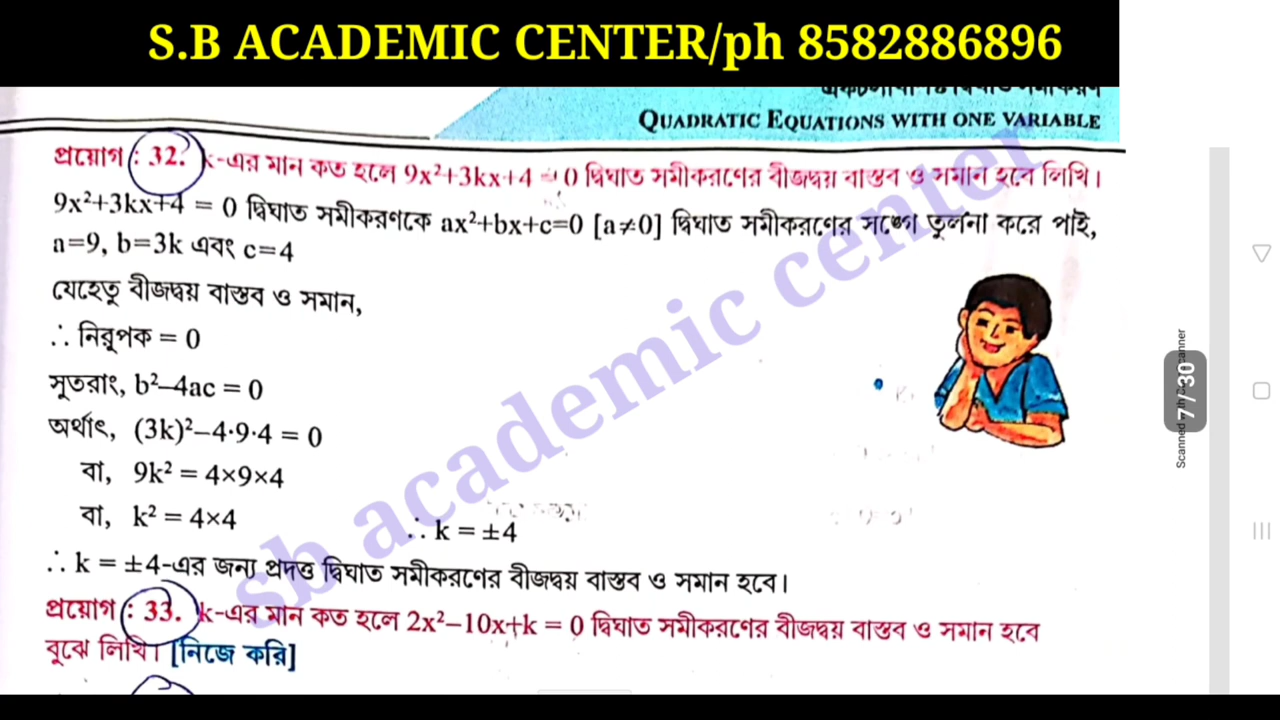 S.B ACADEMIC CENTER/ph 8582886896
QUADRATIC EQUATIONS WITH ONE VARIABLE
প্রয়োগ : 32. k-এর মান কত হলে 9x²+3kx+4 = 0 দ্বিঘাত সমীকরণের বীজদ্বয় বাস্তব ও সমান হবে লিখি।
9x²+3kx+4 = 0 দ্বিঘাত সমীকরণকে ax²+bx+c=0 [a≠0] দ্বিঘাত সমীকরণের সঙ্গে তুলনা করে পাই,
a=9, b=3k এবং c=4
যেহেতু বীজদ্বয় বাস্তব ও সমান,
∴ নিরূপক = 0
সুতরাং, b²–4ac = 0
অর্থাৎ, (3k)²–4·9·4 = 0
বা, 9k² = 4×9×4
বা, k² = 4×4 ∴ k = ±4
∴ k = ±4-এর জন্য প্রদত্ত দ্বিঘাত সমীকরণের বীজদ্বয় বাস্তব ও সমান হবে।
প্রয়োগ : 33. k-এর মান কত হলে 2x²–10x+k = 0 দ্বিঘাত সমীকরণের বীজদ্বয় বাস্তব ও সমান হবে
বুঝে লিখি। [নিজে করি]
sb academic center
7 / 30
Scanned with CamScanner